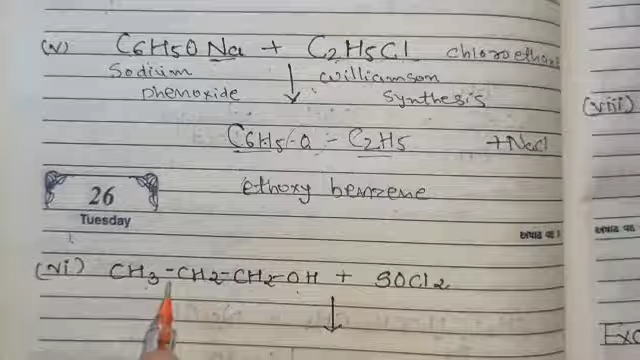 (v) C6H5ONa + C2H5Cl chloroethan
Sodium phenoxide
williamson synthesis
C6H5-O-C2H5 + NaCl
ethoxy benzene
26
Tuesday
(vi) CH3-CH2-CH2-OH + SOCl2
(viii)
Exc